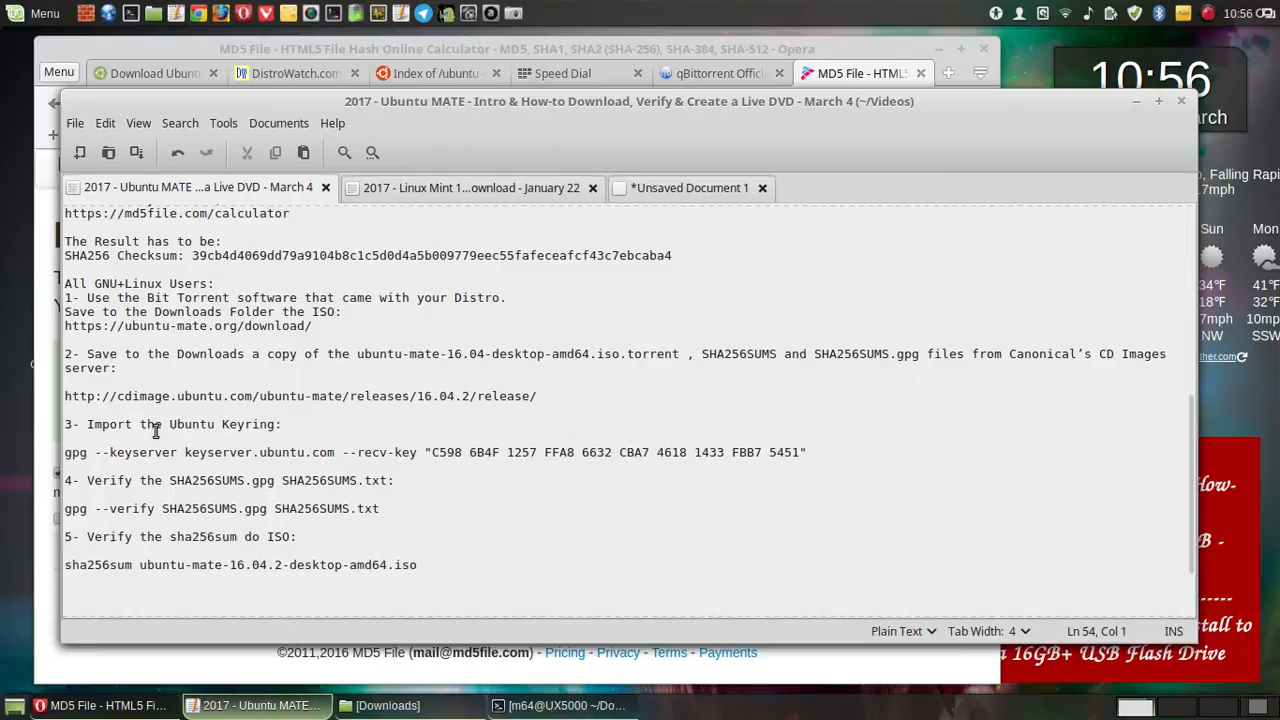 Menu
10:56
MD5 File - HTML5 File Hash Online Calculator - MD5, SHA1, SHA2 (SHA-256), SHA-384, SHA-512 - Opera
Menu
Download Ubunt
DistroWatch.com
Index of /ubuntu-
Speed Dial
qBittorrent Offici
MD5 File - HTML5
10:56
arch
2017 - Ubuntu MATE - Intro & How-to Download, Verify & Create a Live DVD - March 4 (~/Videos)
File Edit View Search Tools Documents Help
2017 - Ubuntu MATE ...a Live DVD - March 4
2017 - Linux Mint 1...ownload - January 22
*Unsaved Document 1
https://md5file.com/calculator
The Result has to be:
SHA256 Checksum: 39cb4d4069dd79a9104b8c1c5d0d4a5b009779eec55fafeceafcf43c7ebcaba4
All GNU+Linux Users:
1- Use the Bit Torrent software that came with your Distro.
Save to the Downloads Folder the ISO:
https://ubuntu-mate.org/download/
2- Save to the Downloads a copy of the ubuntu-mate-16.04-desktop-amd64.iso.torrent , SHA256SUMS and SHA256SUMS.gpg files from Canonical’s CD Images
server:
http://cdimage.ubuntu.com/ubuntu-mate/releases/16.04.2/release/
3- Import the Ubuntu Keyring:
gpg --keyserver keyserver.ubuntu.com --recv-key "C598 6B4F 1257 FFA8 6632 CBA7 4618 1433 FBB7 5451"
4- Verify the SHA256SUMS.gpg SHA256SUMS.txt:
gpg --verify SHA256SUMS.gpg SHA256SUMS.txt
5- Verify the sha256sum do ISO:
sha256sum ubuntu-mate-16.04.2-desktop-amd64.iso
Plain Text Tab Width: 4 Ln 54, Col 1 INS
, Falling Rapi
17mph
Sun Mon
34°F 41°F
18°F 32°F
7mph 10mp
NW SSW
ther.com
How-
B -
-----
stall to
a 16GB+ USB Flash Drive
©2011,2016 MD5 File (mail@md5file.com) - Pricing - Privacy - Terms - Payments
MD5 File - HTML5 Fi...
2017 - Ubuntu MATE...
[Downloads]
[m64@UX5000 ~/Do...